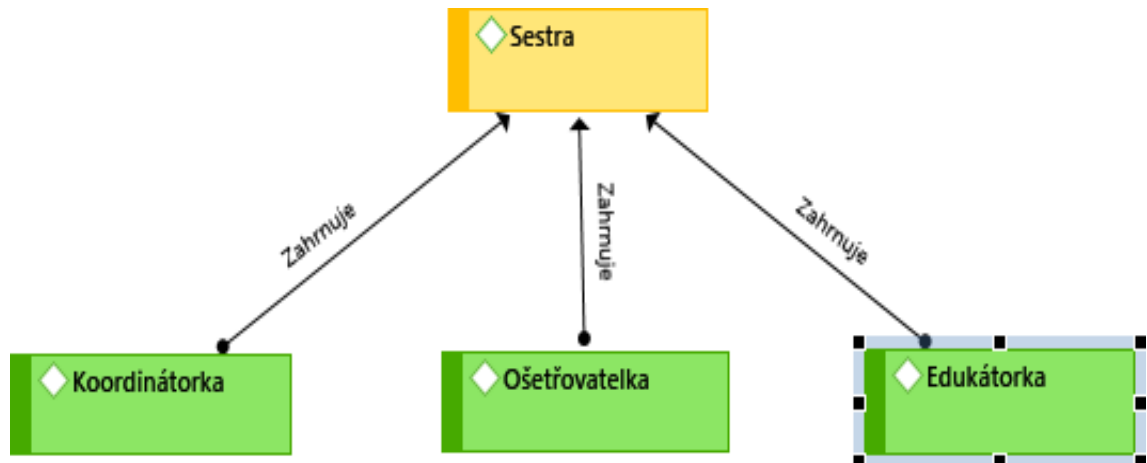 Sestra
Zahrnuje
Zahrnuje
Zahrnuje
Koordinátorka
Ošetřovatelka
Edukátorka